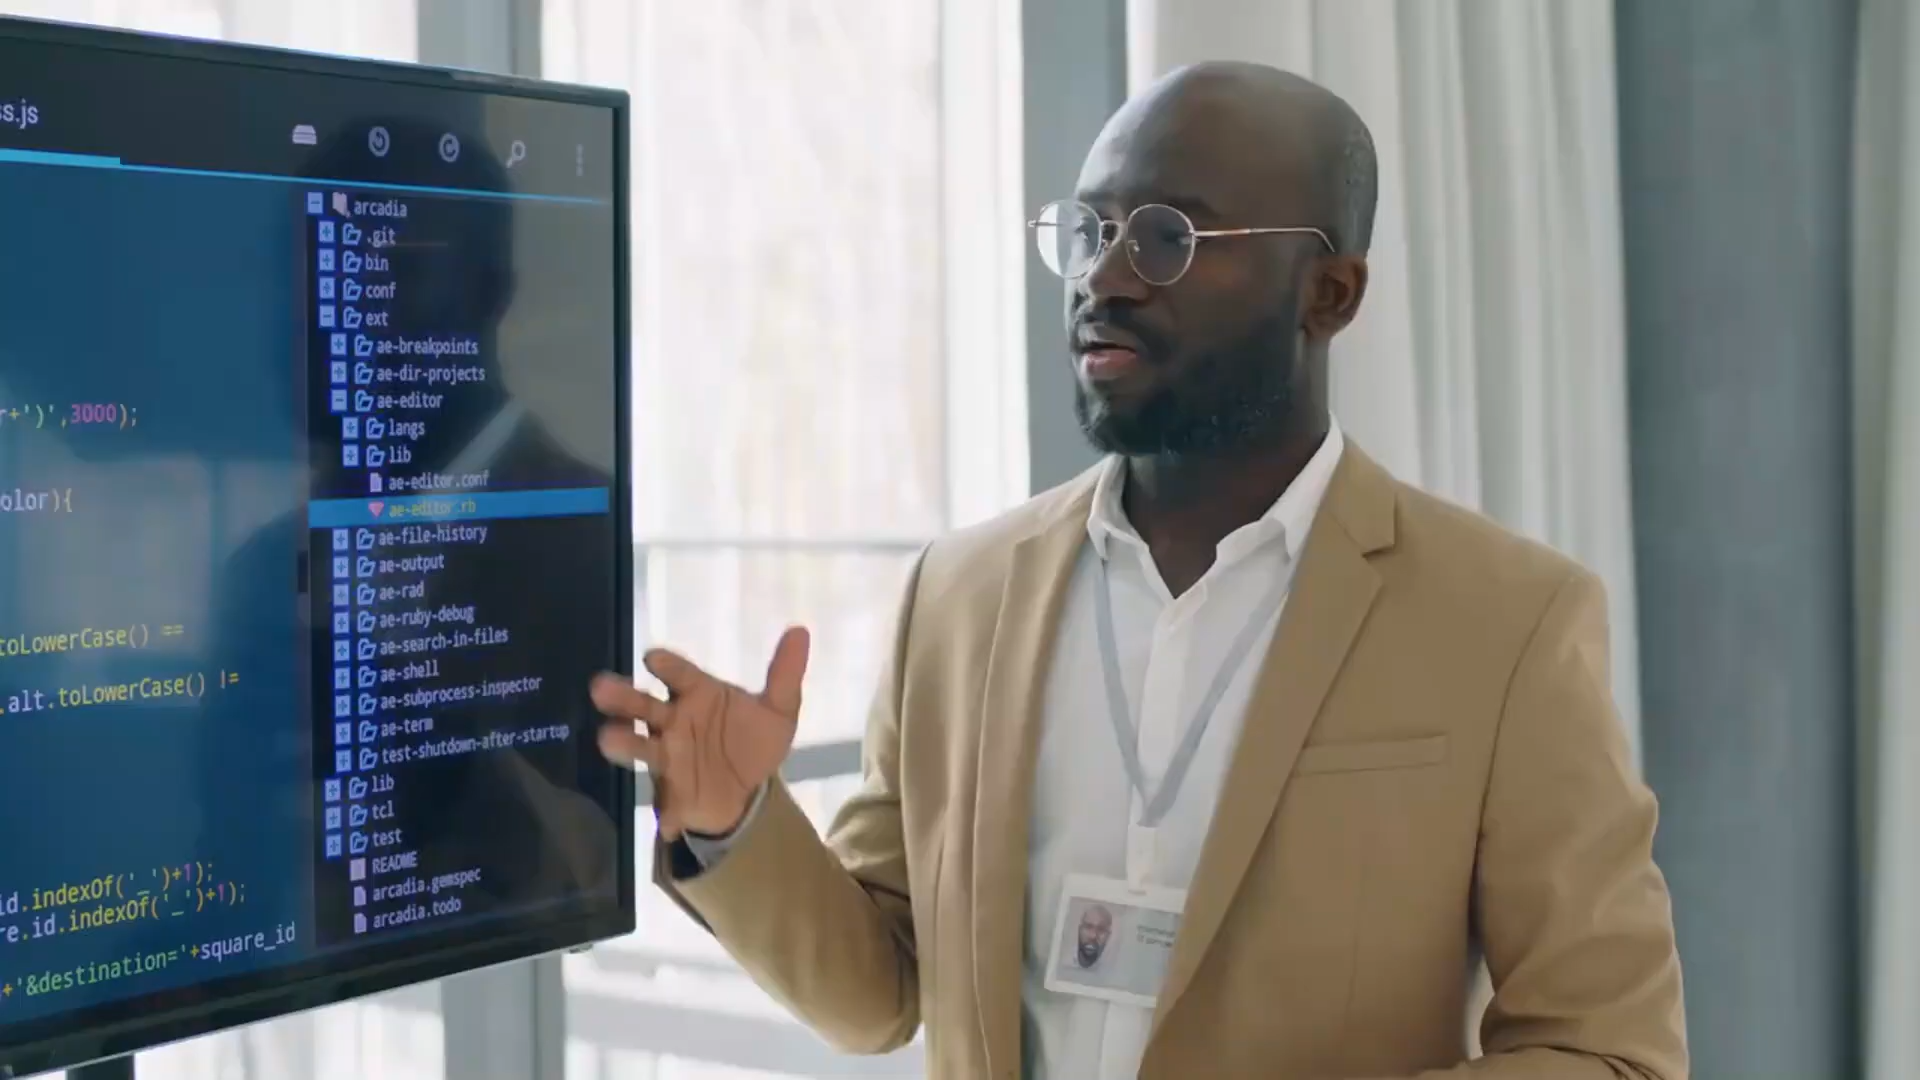 ss.js
r+')',3000);
olor){
toLowerCase() ==
.alt.toLowerCase() !=
id.indexOf('_')+1);
re.id.indexOf('_')+1);
+'&destination='+square_id
arcadia
.git
bin
conf
ext
ae-breakpoints
ae-dir-projects
ae-editor
langs
lib
ae-editor.conf
ae-editor.rb
ae-file-history
ae-output
ae-rad
ae-ruby-debug
ae-search-in-files
ae-shell
ae-subprocess-inspector
ae-term
test-shutdown-after-startup
lib
tcl
test
README
arcadia.gemspec
arcadia.todo